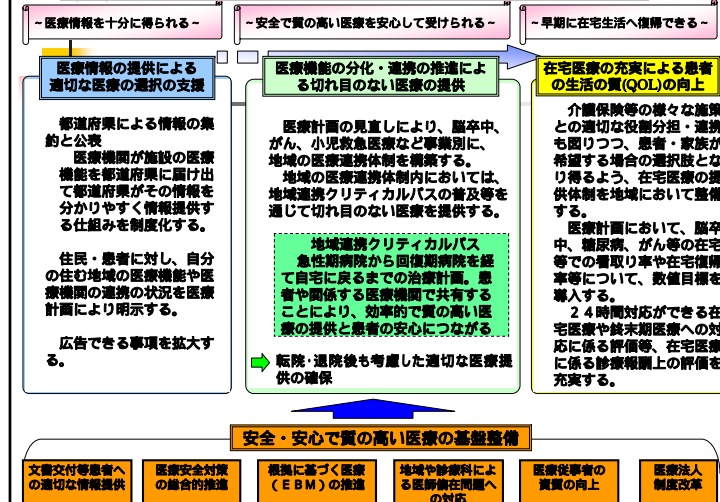 ～医療情報を十分に得られる～
～安全で質の高い医療を安心して受けられる～
～早期に在宅生活へ復帰できる～
医療情報の提供による
適切な医療の選択の支援
都道府県による情報の集
約と公表
医療機関が施設の医療
機能を都道府県に届け出
て都道府県がその情報を
分かりやすく情報提供す
る仕組みを制度化する。
住民・患者に対し、自分
の住む地域の医療機能や医
療機関の連携の状況を医療
計画により明示する。
広告できる事項を拡大す
る。
医療機能の分化・連携の推進によ
る切れ目のない医療の提供
医療計画の見直しにより、脳卒中、
がん、小児救急医療など事業別に、
地域の医療連携体制を構築する。
地域の医療連携体制内においては、
地域連携クリティカルパスの普及等を
通じて切れ目のない医療を提供する。
地域連携クリティカルパス
急性期病院から回復期病院を経
て自宅に戻るまでの治療計画。患
者や関係する医療機関で共有する
ことにより、効率的で質の高い医
療の提供と患者の安心につながる
転院・退院後も考慮した適切な医療提
供の確保
在宅医療の充実による患者
の生活の質(QOL)の向上
介護保険等の様々な施策
との適切な役割分担・連携
も図りつつ、患者・家族が
希望する場合の選択肢とな
り得るよう、在宅医療の提
供体制を地域において整備
する。
医療計画において、脳卒
中、糖尿病、がん等の在宅
等での看取り率や在宅復帰
率等について、数値目標を
導入する。
２４時間対応ができる在
宅医療や終末期医療への対
応に係る評価等、在宅医療
に係る診療報酬上の評価を
充実する。
安全・安心で質の高い医療の基盤整備
文書交付等患者へ
の適切な情報提供
医療安全対策
の総合的推進
根拠に基づく医療
（ＥＢＭ）の推進
地域や診療科によ
る医師偏在問題へ
の対応
医療従事者の
資質の向上
医療法人
制度改革